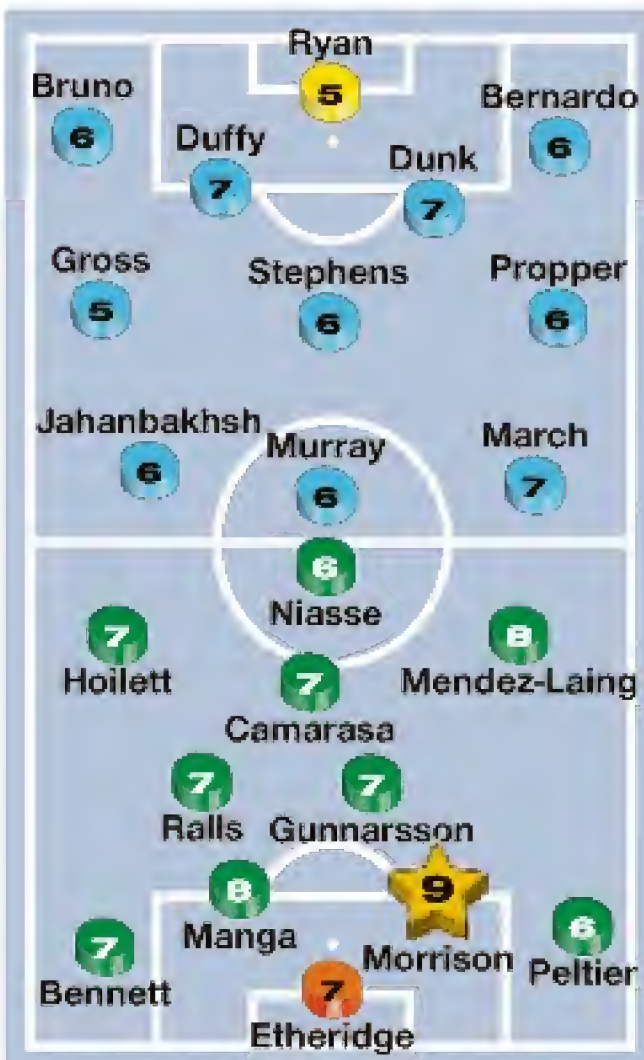 Ryan
5
Bruno
6
Bernardo
6
Duffy
7
Dunk
7
Gross
5
Stephens
6
Propper
6
Jahanbakhsh
6
Murray
6
March
7
6
Niasse
7
Hoilett
8
Mendez-Laing
7
Camarasa
7
Ralls
7
Gunnarsson
8
Manga
9
Morrison
7
Bennett
6
Peltier
7
Etheridge